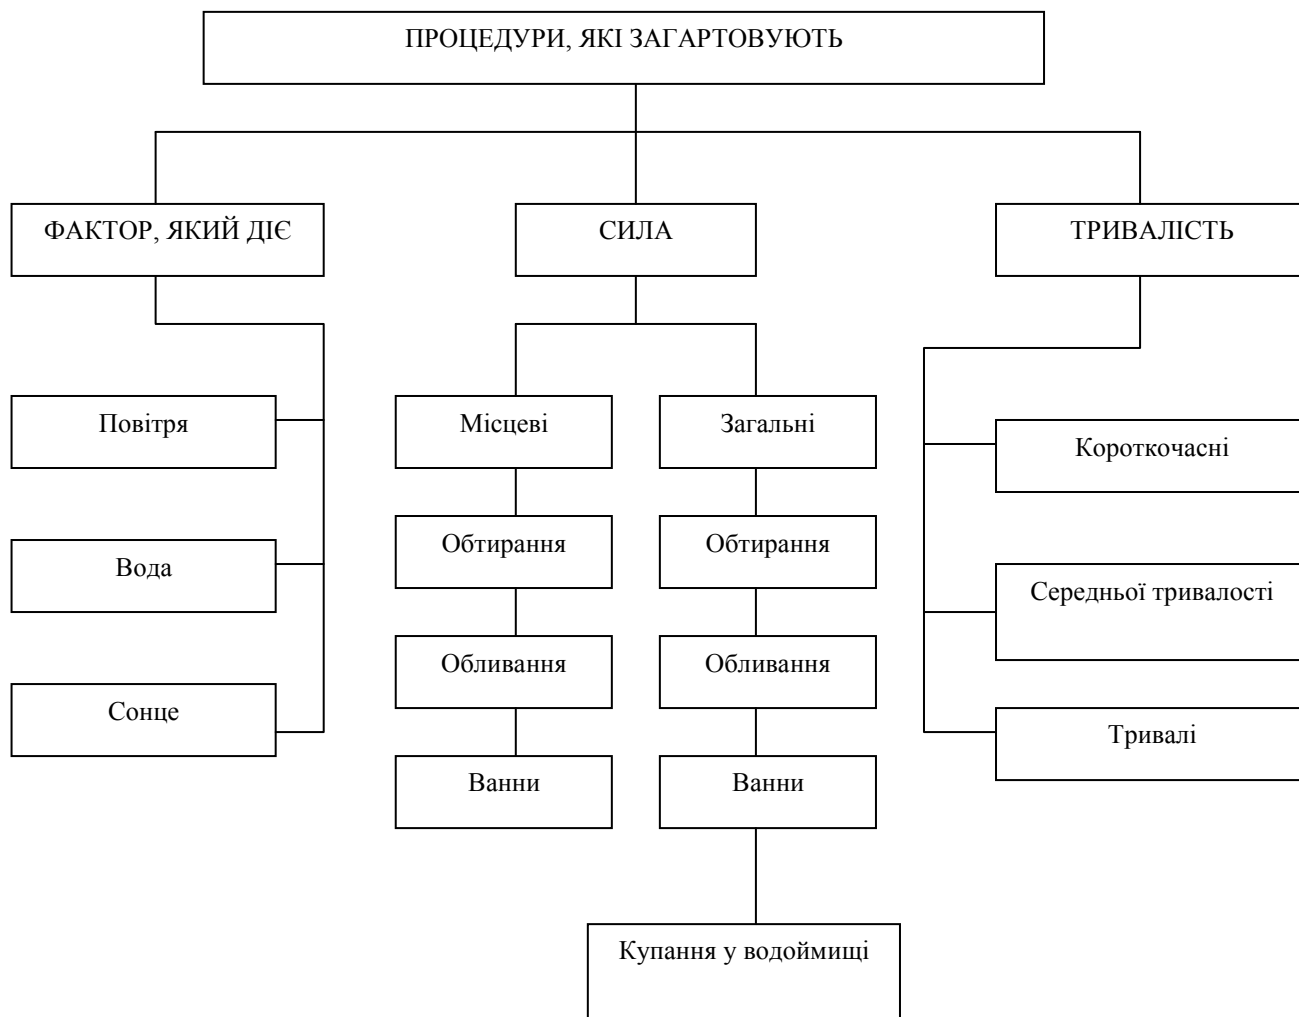 ПРОЦЕДУРИ, ЯКІ ЗАГАРТОВУЮТЬ
ФАКТОР, ЯКИЙ ДІЄ
СИЛА
ТРИВАЛІСТЬ
Повітря
Місцеві
Загальні
Короткочасні
Обтирання
Обтирання
Вода
Середньої тривалості
Обливання
Обливання
Сонце
Тривалі
Ванни
Ванни
Купання у водоймищі